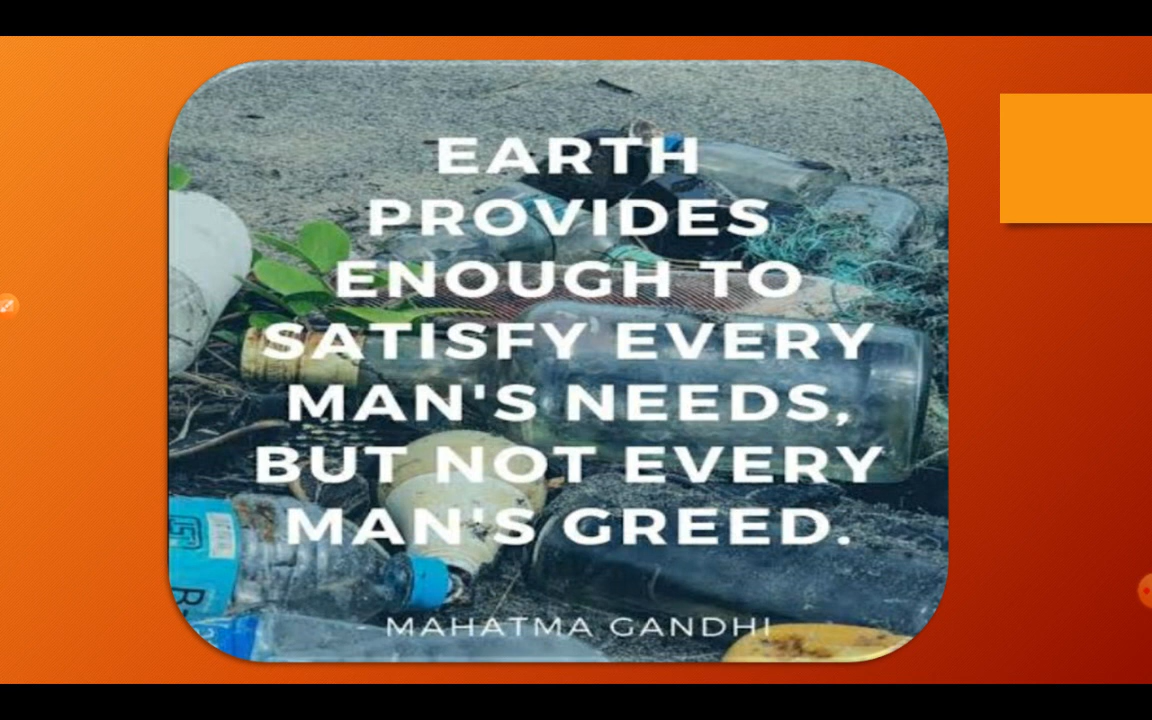 EARTH
PROVIDES
ENOUGH TO
SATISFY EVERY
MAN'S NEEDS,
BUT NOT EVERY
MAN'S GREED.
MAHATMA GANDHI